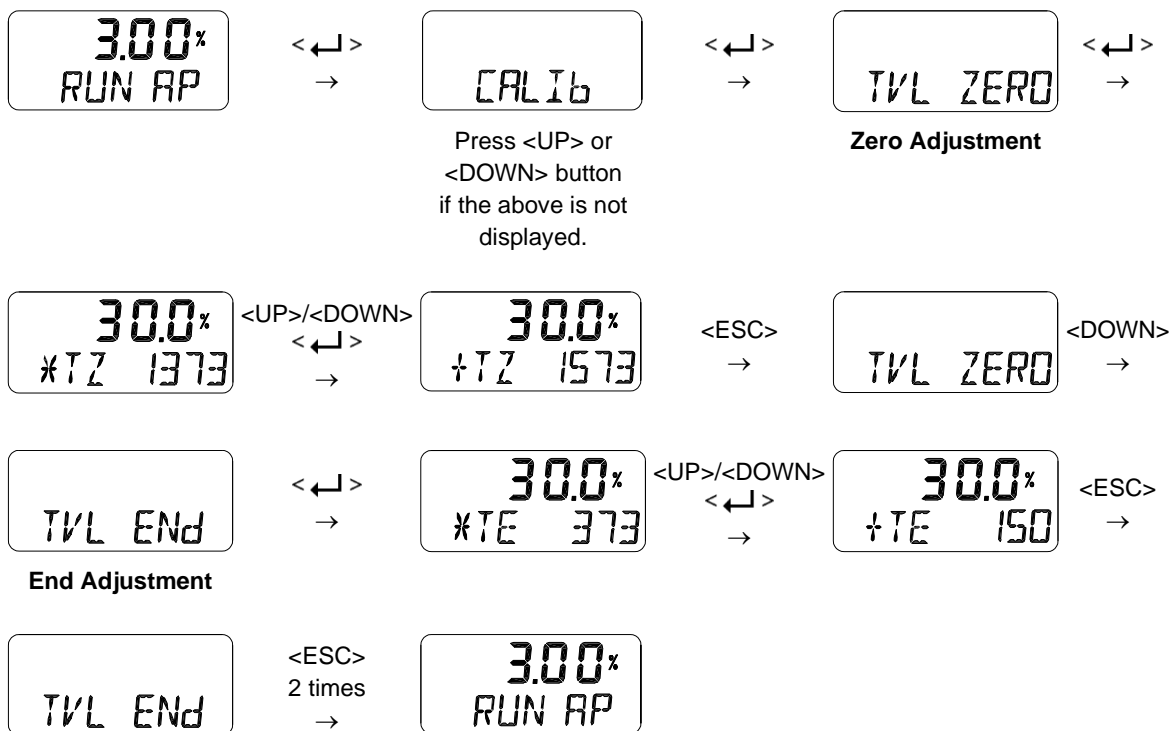 3.00%
RUN AP
< ↵ >
→
CALIb
Press <UP> or
<DOWN> button
if the above is not
displayed.
< ↵ >
→
TVL ZERO
Zero Adjustment
< ↵ >
→
30.0%
*TZ 1373
<UP>/<DOWN>
< ↵ >
→
30.0%
+TZ 1573
<ESC>
→
TVL ZERO
<DOWN>
→
TVL ENd
End Adjustment
< ↵ >
→
30.0%
*TE 373
<UP>/<DOWN>
< ↵ >
→
30.0%
+TE 150
<ESC>
→
TVL ENd
<ESC>
2 times
→
3.00%
RUN AP